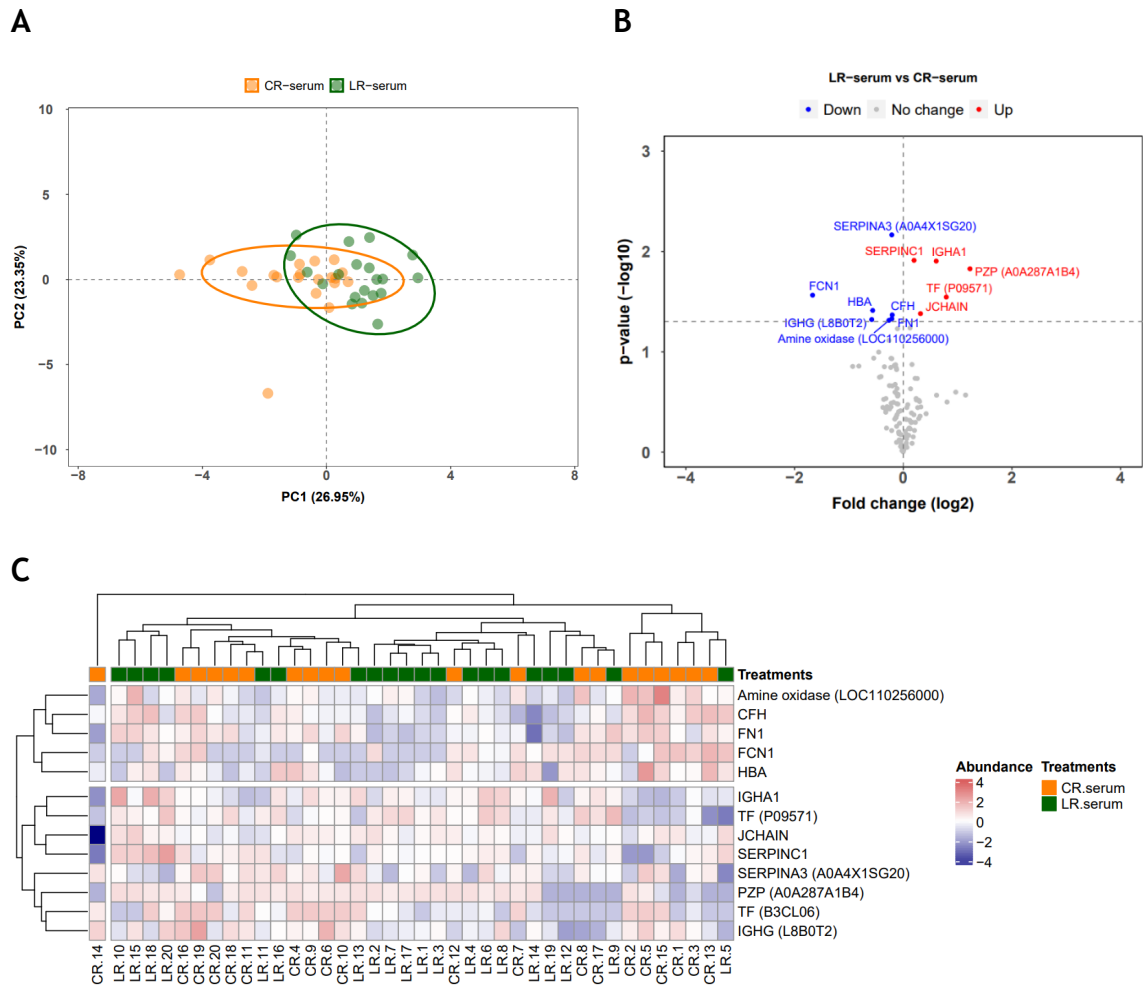 A
B
CR−serum LR−serum
10
5
0
−5
−10
−8
−4
0
4
8
PC2 (23.35%)
PC1 (26.95%)
LR−serum vs CR−serum
Down No change Up
3
2
1
0
−4
−2
0
2
4
p-value (−log10)
Fold change (log2)
SERPINA3 (A0A4X1SG20)
SERPINC1
IGHA1
PZP (A0A287A1B4)
FCN1
TF (P09571)
HBA
CFH
JCHAIN
IGHG (L8B0T2)
FN1
Amine oxidase (LOC110256000)
C
Treatments
Amine oxidase (LOC110256000)
CFH
FN1
FCN1
HBA
IGHA1
TF (P09571)
JCHAIN
SERPINC1
SERPINA3 (A0A4X1SG20)
PZP (A0A287A1B4)
TF (B3CL06)
IGHG (L8B0T2)
CR.14
LR.10
LR.15
LR.18
LR.20
CR.16
CR.19
CR.20
CR.18
CR.11
LR.11
LR.16
CR.4
CR.9
CR.6
CR.10
LR.13
LR.2
LR.7
LR.17
LR.1
LR.3
CR.12
LR.4
LR.6
LR.8
CR.7
LR.14
LR.19
LR.12
CR.8
CR.17
LR.9
CR.2
CR.5
CR.15
CR.1
CR.3
CR.13
LR.5
Abundance
4
2
0
−2
−4
Treatments
CR.serum
LR.serum